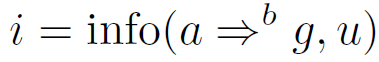 i = info(a ⇒ᵇ g, u)